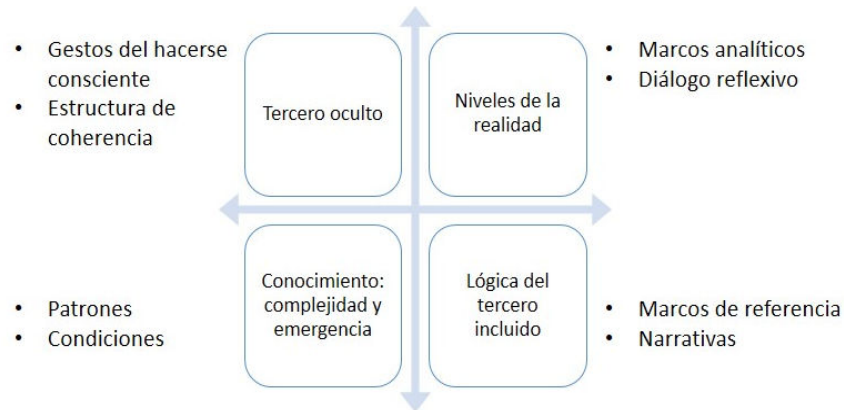 • Gestos del hacerse
consciente
• Estructura de
coherencia
Tercero oculto
Niveles de la
realidad
• Marcos analíticos
• Diálogo reflexivo
• Patrones
• Condiciones
Conocimiento:
complejidad y
emergencia
Lógica del
tercero
incluido
• Marcos de referencia
• Narrativas